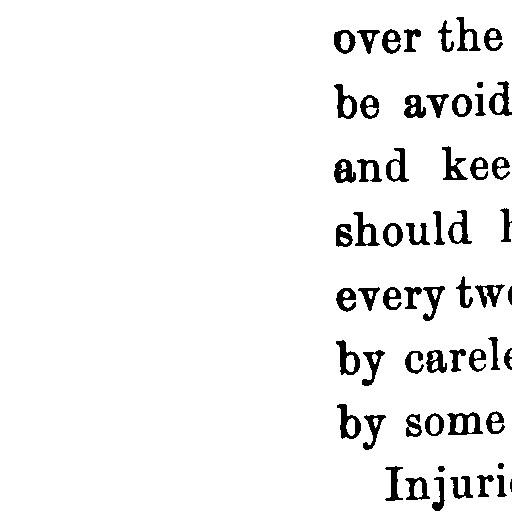 over the
be avoid
and kee
should
every tw
by carele
by some
Injuri